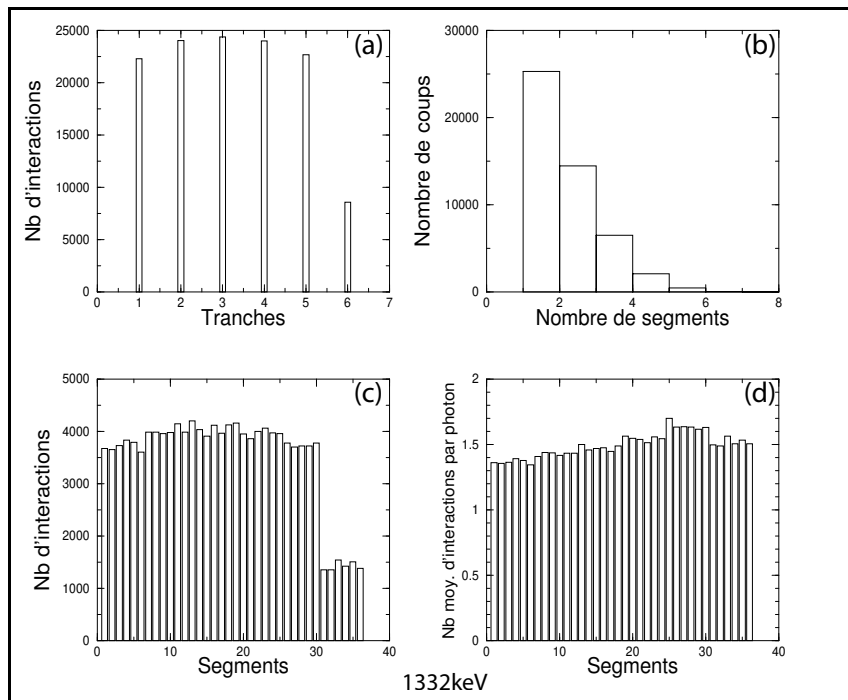 (a)
Nb d'interactions
25000
20000
15000
10000
5000
0
0 1 2 3 4 5 6 7
Tranches
(b)
Nombre de coups
30000
20000
10000
0
0 2 4 6 8
Nombre de segments
(c)
Nb d'interactions
5000
4000
3000
2000
1000
0
0 10 20 30 40
Segments
(d)
Nb moy. d'interactions par photon
2
1.5
1
0.5
0
0 10 20 30 40
Segments
1332keV